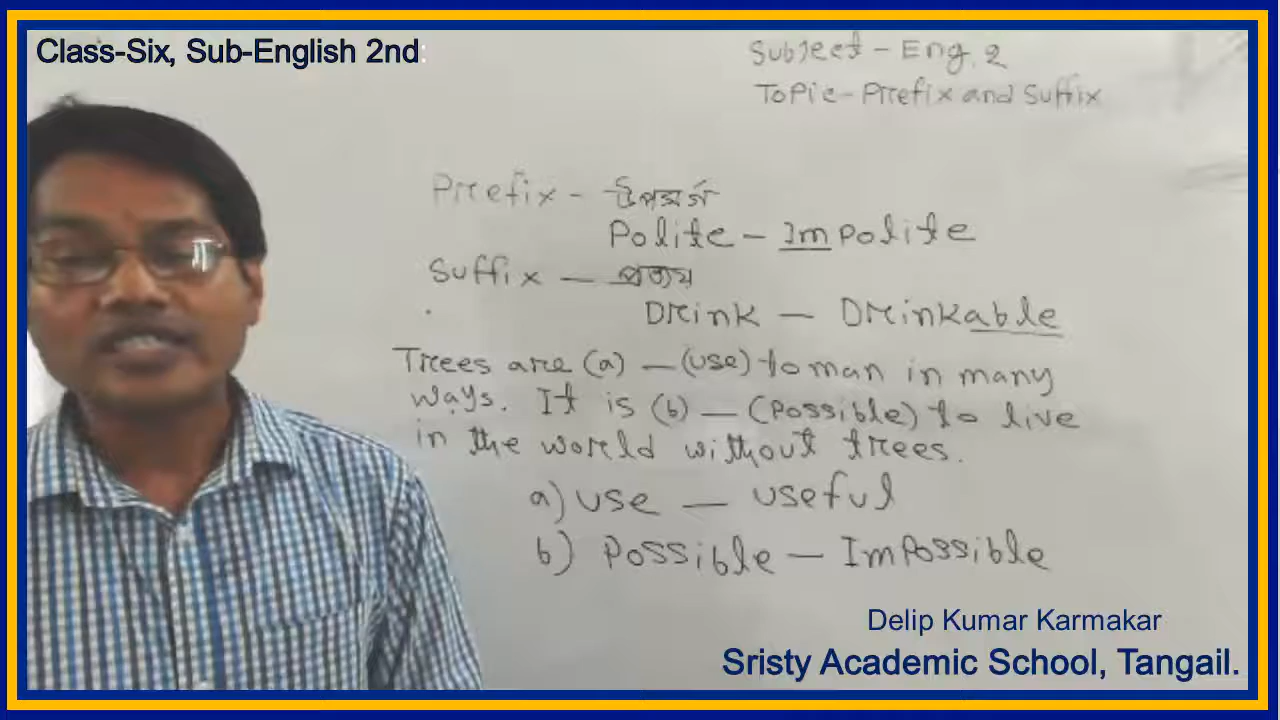 Class-Six, Sub-English 2nd
Subject - Eng. 2
Topic - Prefix and Suffix
Prefix - উপসর্গ
Polite - Impolite
Suffix - প্রত্যয়
Drink - Drinkable
Trees are (a) - (use) to man in many
ways. It is (b) - (possible) to live
in the world without trees.
a) use - useful
b) Possible - Impossible
Delip Kumar Karmakar
Sristy Academic School, Tangail.